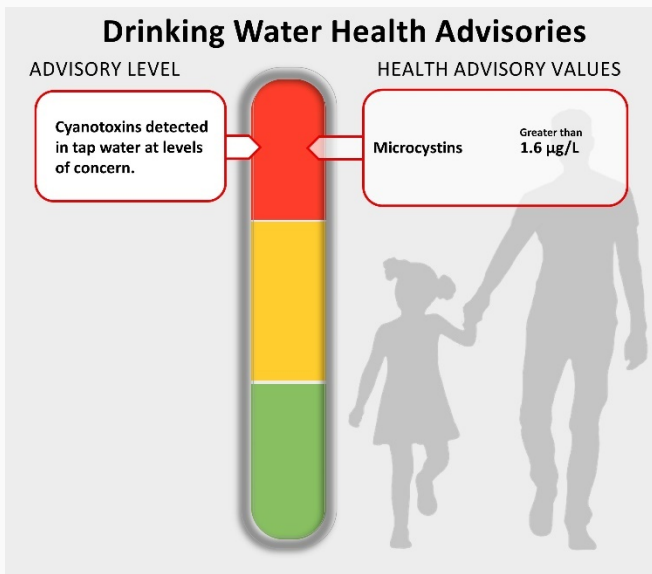 Drinking Water Health Advisories
ADVISORY LEVEL
HEALTH ADVISORY VALUES
Cyanotoxins detected
in tap water at levels
of concern.
Microcystins
Greater than
1.6 µg/L